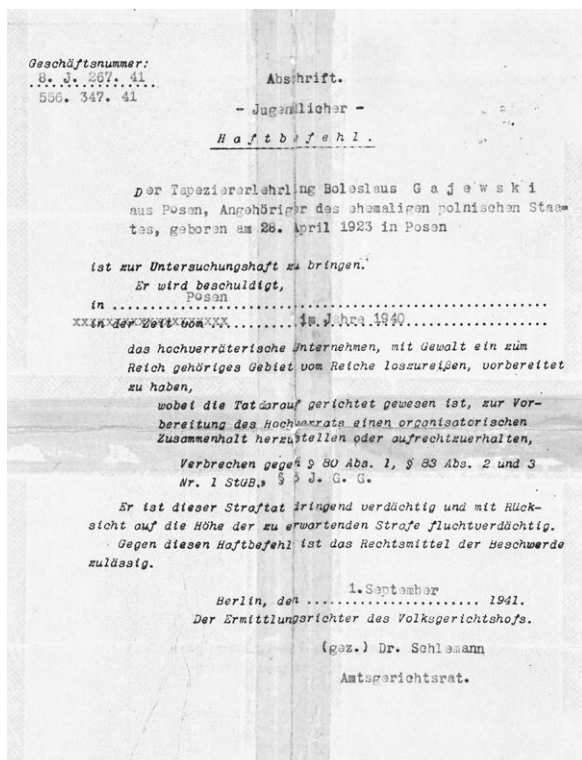 Geschäftsnummer:
8. J. 267. 41
556. 347. 41
Abschrift.
- Jugendlicher -
Haftbefehl.
Der Tapeziererlehrling Boleslaus Gajewski
aus Posen, Angehöriger des ehemaligen polnischen Staa=
tes, geboren am 28. April 1923 in Posen
ist zur Untersuchungshaft zu bringen.
Er wird beschuldigt,
in Posen
in der Zeit vom im Jahre 1940
das hochverräterische Unternehmen, mit Gewalt ein zum
Reich gehöriges Gebiet vom Reiche loszureißen, vorbereitet
zu haben,
wobei die Tat darauf gerichtet gewesen ist, zur Vor-
bereitung des Hochverrats einen organisatorischen
Zusammenhalt herzustellen oder aufrechtzuerhalten,
Verbrechen gegen § 80 Abs. 1, § 83 Abs. 2 und 3
Nr. 1 StGB., § J. G. G.
Er ist dieser Straftat dringend verdächtig und mit Rück-
sicht auf die Höhe der zu erwartenden Strafe fluchtverdächtig.
Gegen diesen Haftbefehl ist das Rechtsmittel der Beschwerde
zulässig.
1. September
Berlin, den ........................ 1941.
Der Ermittlungsrichter des Volksgerichtshofs.
(gez.) Dr. Schlemann
Amtsgerichtsrat.